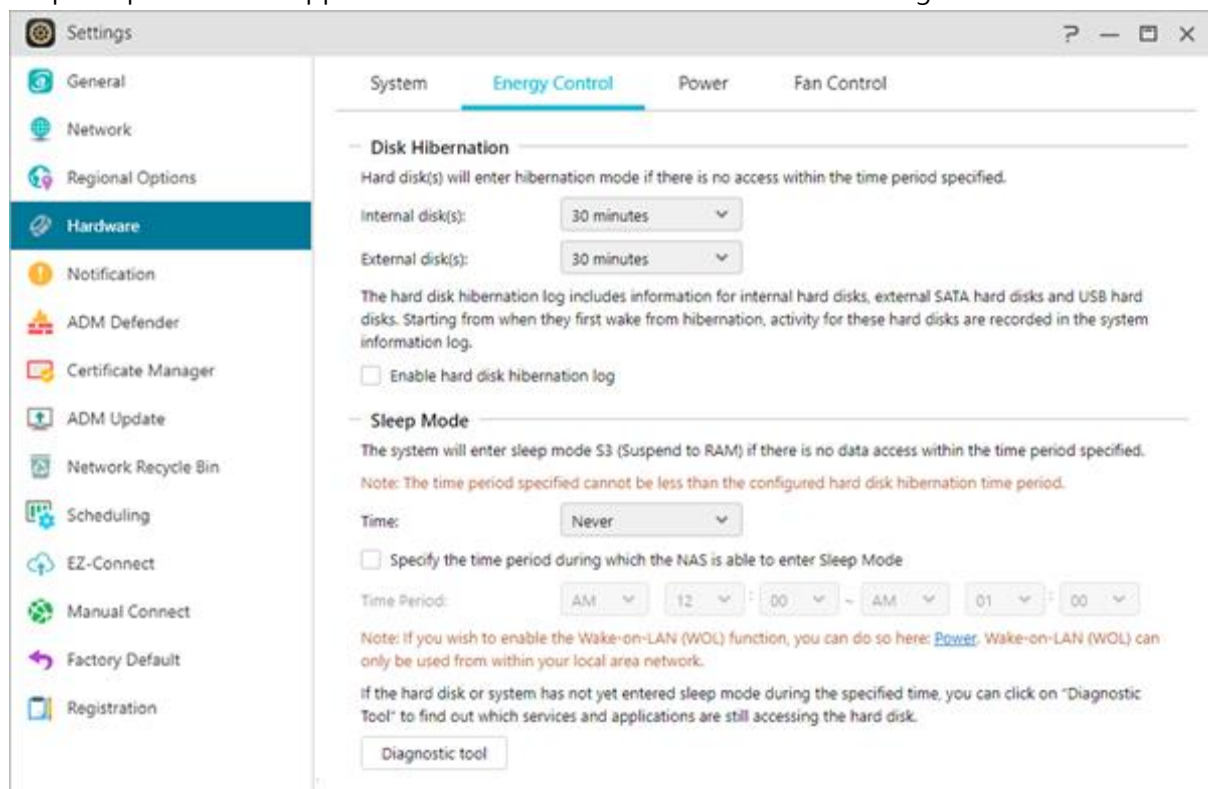 Settings
General
Network
Regional Options
Hardware
Notification
ADM Defender
Certificate Manager
ADM Update
Network Recycle Bin
Scheduling
EZ-Connect
Manual Connect
Factory Default
Registration
System Energy Control Power Fan Control
Disk Hibernation
Hard disk(s) will enter hibernation mode if there is no access within the time period specified.
Internal disk(s): 30 minutes
External disk(s): 30 minutes
The hard disk hibernation log includes information for internal hard disks, external SATA hard disks and USB hard
disks. Starting from when they first wake from hibernation, activity for these hard disks are recorded in the system
information log.
Enable hard disk hibernation log
Sleep Mode
The system will enter sleep mode S3 (Suspend to RAM) if there is no data access within the time period specified.
Note: The time period specified cannot be less than the configured hard disk hibernation time period.
Time: Never
Specify the time period during which the NAS is able to enter Sleep Mode
Time Period: AM 12 : 00 ~ AM 01 : 00
Note: If you wish to enable the Wake-on-LAN (WOL) function, you can do so here: Power. Wake-on-LAN (WOL) can
only be used from within your local area network.
If the hard disk or system has not yet entered sleep mode during the specified time, you can click on "Diagnostic
Tool" to find out which services and applications are still accessing the hard disk.
Diagnostic tool